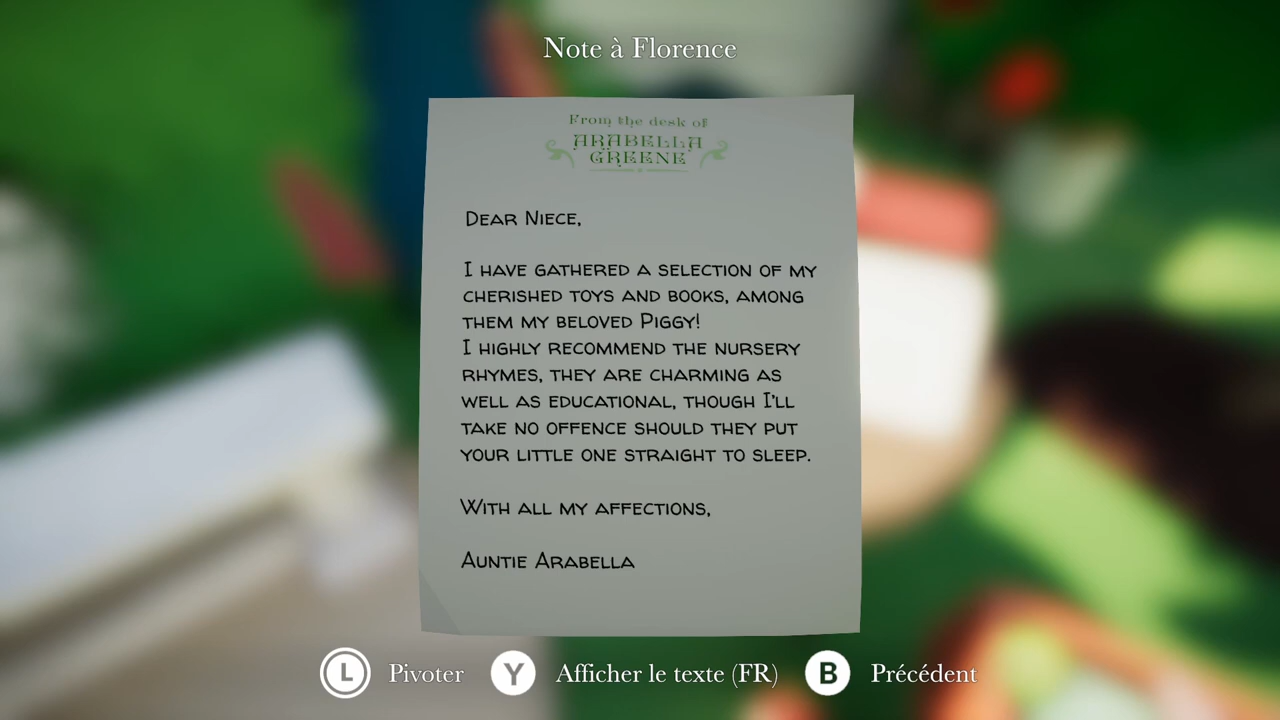 Note à Florence
From the desk of
ARABELLA
GREENE
DEAR NIECE,
I HAVE GATHERED A SELECTION OF MY
CHERISHED TOYS AND BOOKS, AMONG
THEM MY BELOVED PIGGY!
I HIGHLY RECOMMEND THE NURSERY
RHYMES, THEY ARE CHARMING AS
WELL AS EDUCATIONAL, THOUGH I'LL
TAKE NO OFFENCE SHOULD THEY PUT
YOUR LITTLE ONE STRAIGHT TO SLEEP.
WITH ALL MY AFFECTIONS,
AUNTIE ARABELLA
L Pivoter Y Afficher le texte (FR) B Précédent